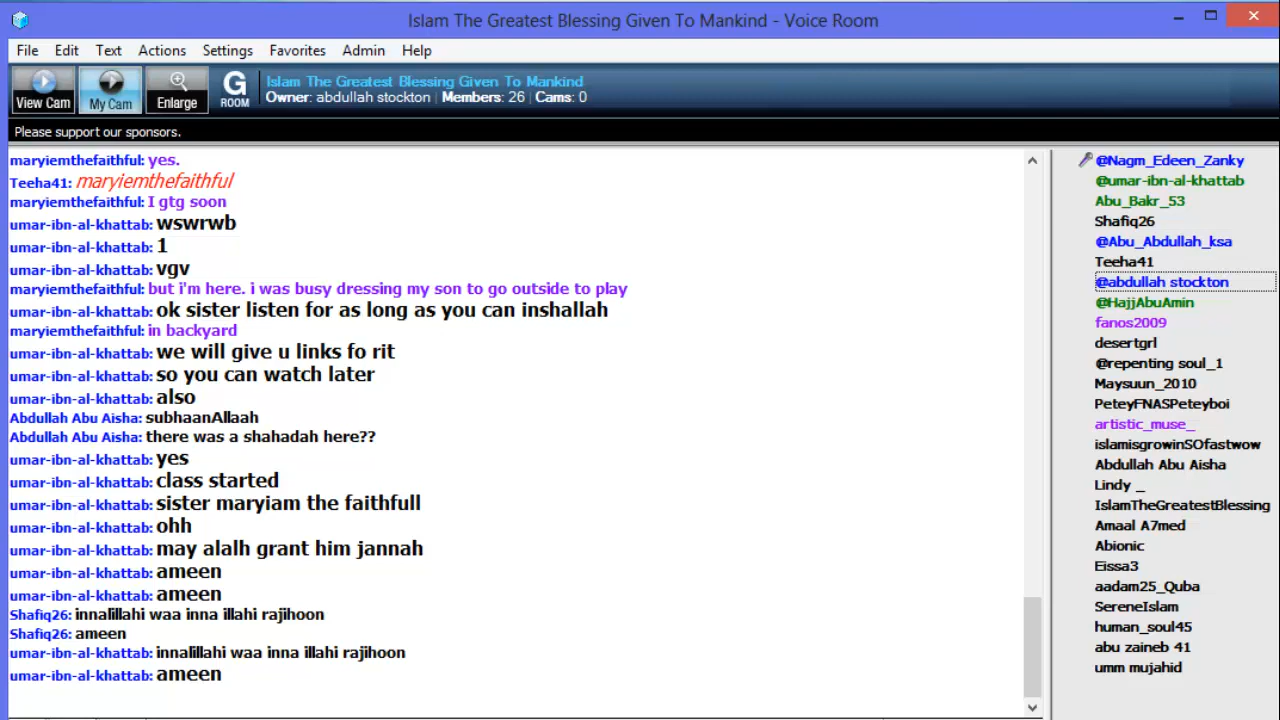 Islam The Greatest Blessing Given To Mankind - Voice Room
File Edit Text Actions Settings Favorites Admin Help
View Cam My Cam Enlarge G ROOM
Islam The Greatest Blessing Given To Mankind
Owner: abdullah stockton | Members: 26 | Cams: 0
Please support our sponsors.
maryiemthefaithful: yes.
Teeha41: maryiemthefaithful
maryiemthefaithful: I gtg soon
umar-ibn-al-khattab: wswrwb
umar-ibn-al-khattab: 1
umar-ibn-al-khattab: vgv
maryiemthefaithful: but i'm here. i was busy dressing my son to go outside to play
umar-ibn-al-khattab: ok sister listen for as long as you can inshallah
maryiemthefaithful: in backyard
umar-ibn-al-khattab: we will give u links fo rit
umar-ibn-al-khattab: so you can watch later
umar-ibn-al-khattab: also
Abdullah Abu Aisha: subhaanAllaah
Abdullah Abu Aisha: there was a shahadah here??
umar-ibn-al-khattab: yes
umar-ibn-al-khattab: class started
umar-ibn-al-khattab: sister maryiam the faithfull
umar-ibn-al-khattab: ohh
umar-ibn-al-khattab: may alalh grant him jannah
umar-ibn-al-khattab: ameen
umar-ibn-al-khattab: ameen
Shafiq26: innalillahi waa inna illahi rajihoon
Shafiq26: ameen
umar-ibn-al-khattab: innalillahi waa inna illahi rajihoon
umar-ibn-al-khattab: ameen
@Nagm_Edeen_Zanky
@umar-ibn-al-khattab
Abu_Bakr_53
Shafiq26
@Abu_Abdullah_ksa
Teeha41
@abdullah stockton
@HajjAbuAmin
fanos2009
desertgrl
@repenting soul_1
Maysuun_2010
PeteyFNASPeteyboi
artistic_muse_
islamisgrowinSOfastwow
Abdullah Abu Aisha
Lindy _
IslamTheGreatestBlessing
Amaal A7med
Abionic
Eissa3
aadam25_Quba
SereneIslam
human_soul45
abu zaineb 41
umm mujahid